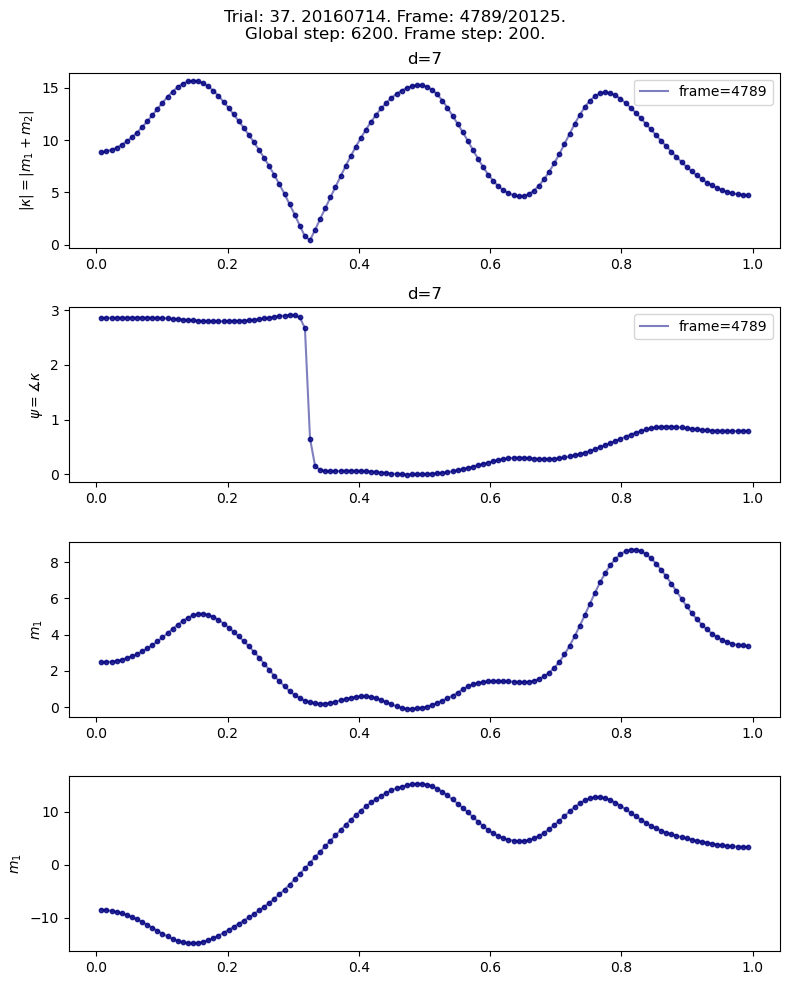 Trial: 37. 20160714. Frame: 4789/20125.
Global step: 6200. Frame step: 200.
d=7
|κ| = |m₁ + m₂|
15
10
5
0
frame=4789
0.0 0.2 0.4 0.6 0.8 1.0
d=7
ψ = ∡κ
3
2
1
0
frame=4789
0.0 0.2 0.4 0.6 0.8 1.0
m₁
8
6
4
2
0
0.0 0.2 0.4 0.6 0.8 1.0
m₁
10
0
−10
0.0 0.2 0.4 0.6 0.8 1.0